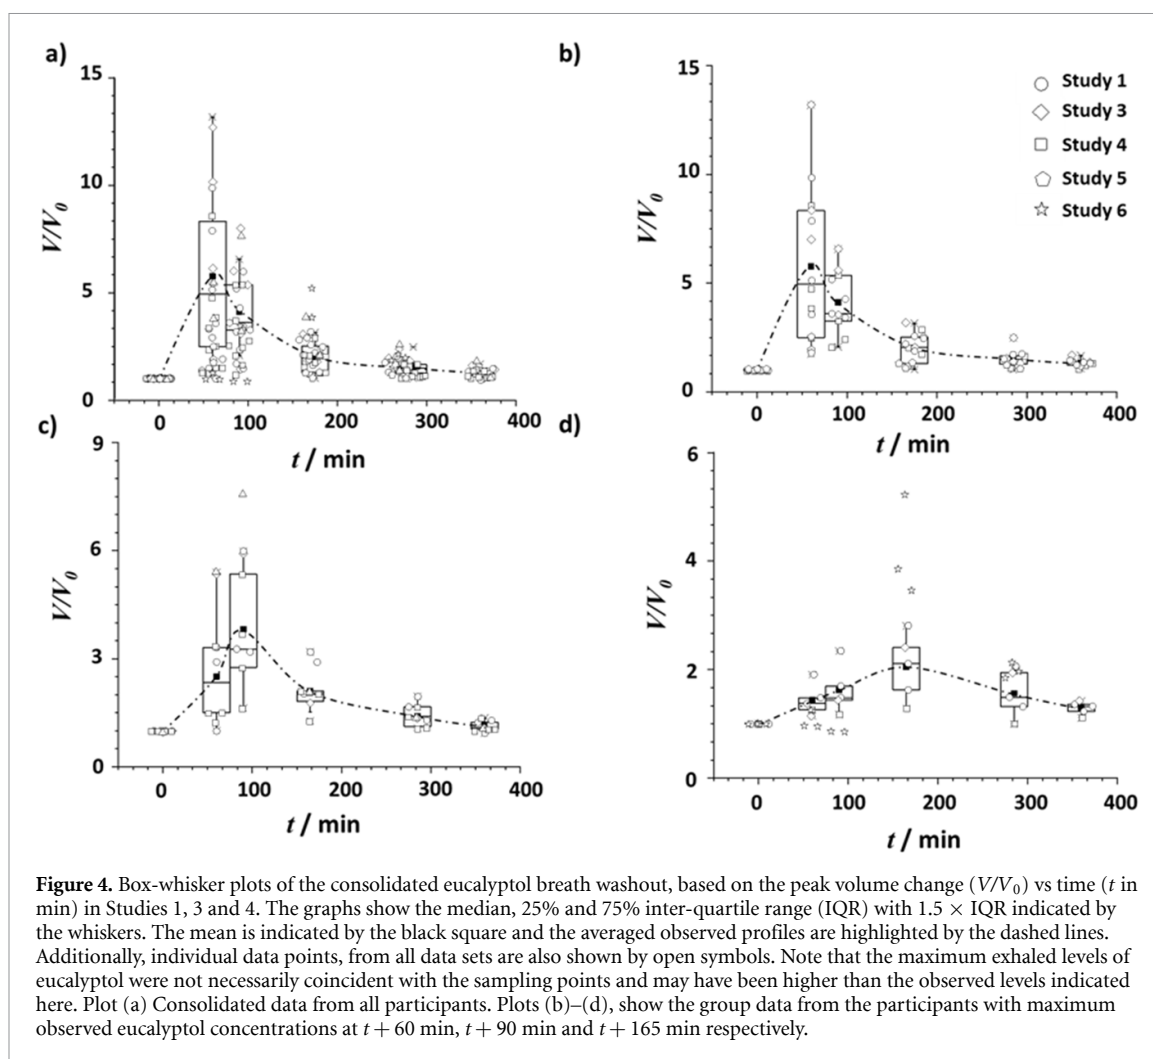 a)
15
10
5
0
V/V0
0
100
200
300
400
t / min
b)
15
10
5
0
V/V0
0
100
200
300
400
t / min
Study 1
Study 3
Study 4
Study 5
Study 6
c)
9
6
3
0
V/V0
0
100
200
300
400
t / min
d)
6
4
2
0
V/V0
0
100
200
300
400
t / min
Figure 4. Box-whisker plots of the consolidated eucalyptol breath washout, based on the peak volume change (V/V0) vs time (t in
min) in Studies 1, 3 and 4. The graphs show the median, 25% and 75% inter-quartile range (IQR) with 1.5 × IQR indicated by
the whiskers. The mean is indicated by the black square and the averaged observed profiles are highlighted by the dashed lines.
Additionally, individual data points, from all data sets are also shown by open symbols. Note that the maximum exhaled levels of
eucalyptol were not necessarily coincident with the sampling points and may have been higher than the observed levels indicated
here. Plot (a) Consolidated data from all participants. Plots (b)–(d), show the group data from the participants with maximum
observed eucalyptol concentrations at t + 60 min, t + 90 min and t + 165 min respectively.